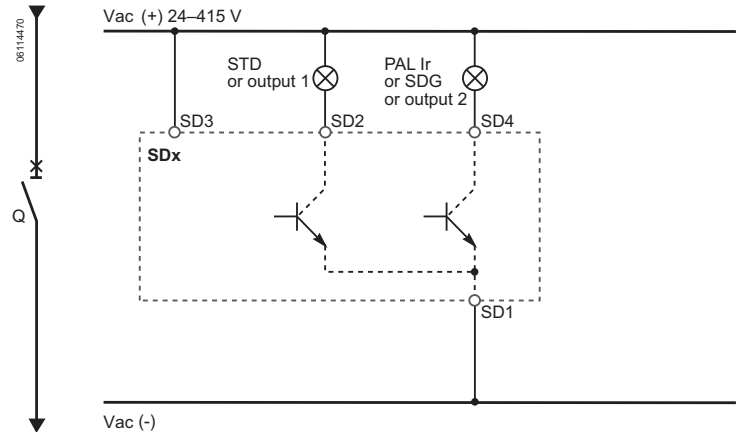 06114470
Vac (+) 24–415 V
STD
or output 1
PAL Ir
or SDG
or output 2
SD3
SD2
SD4
SDx
Q
SD1
Vac (-)